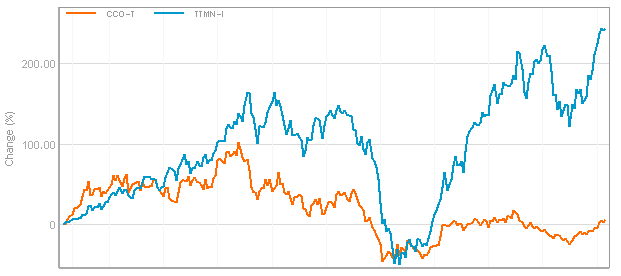 CCO-T TTMN-I
200.00
100.00
0
Change (%)